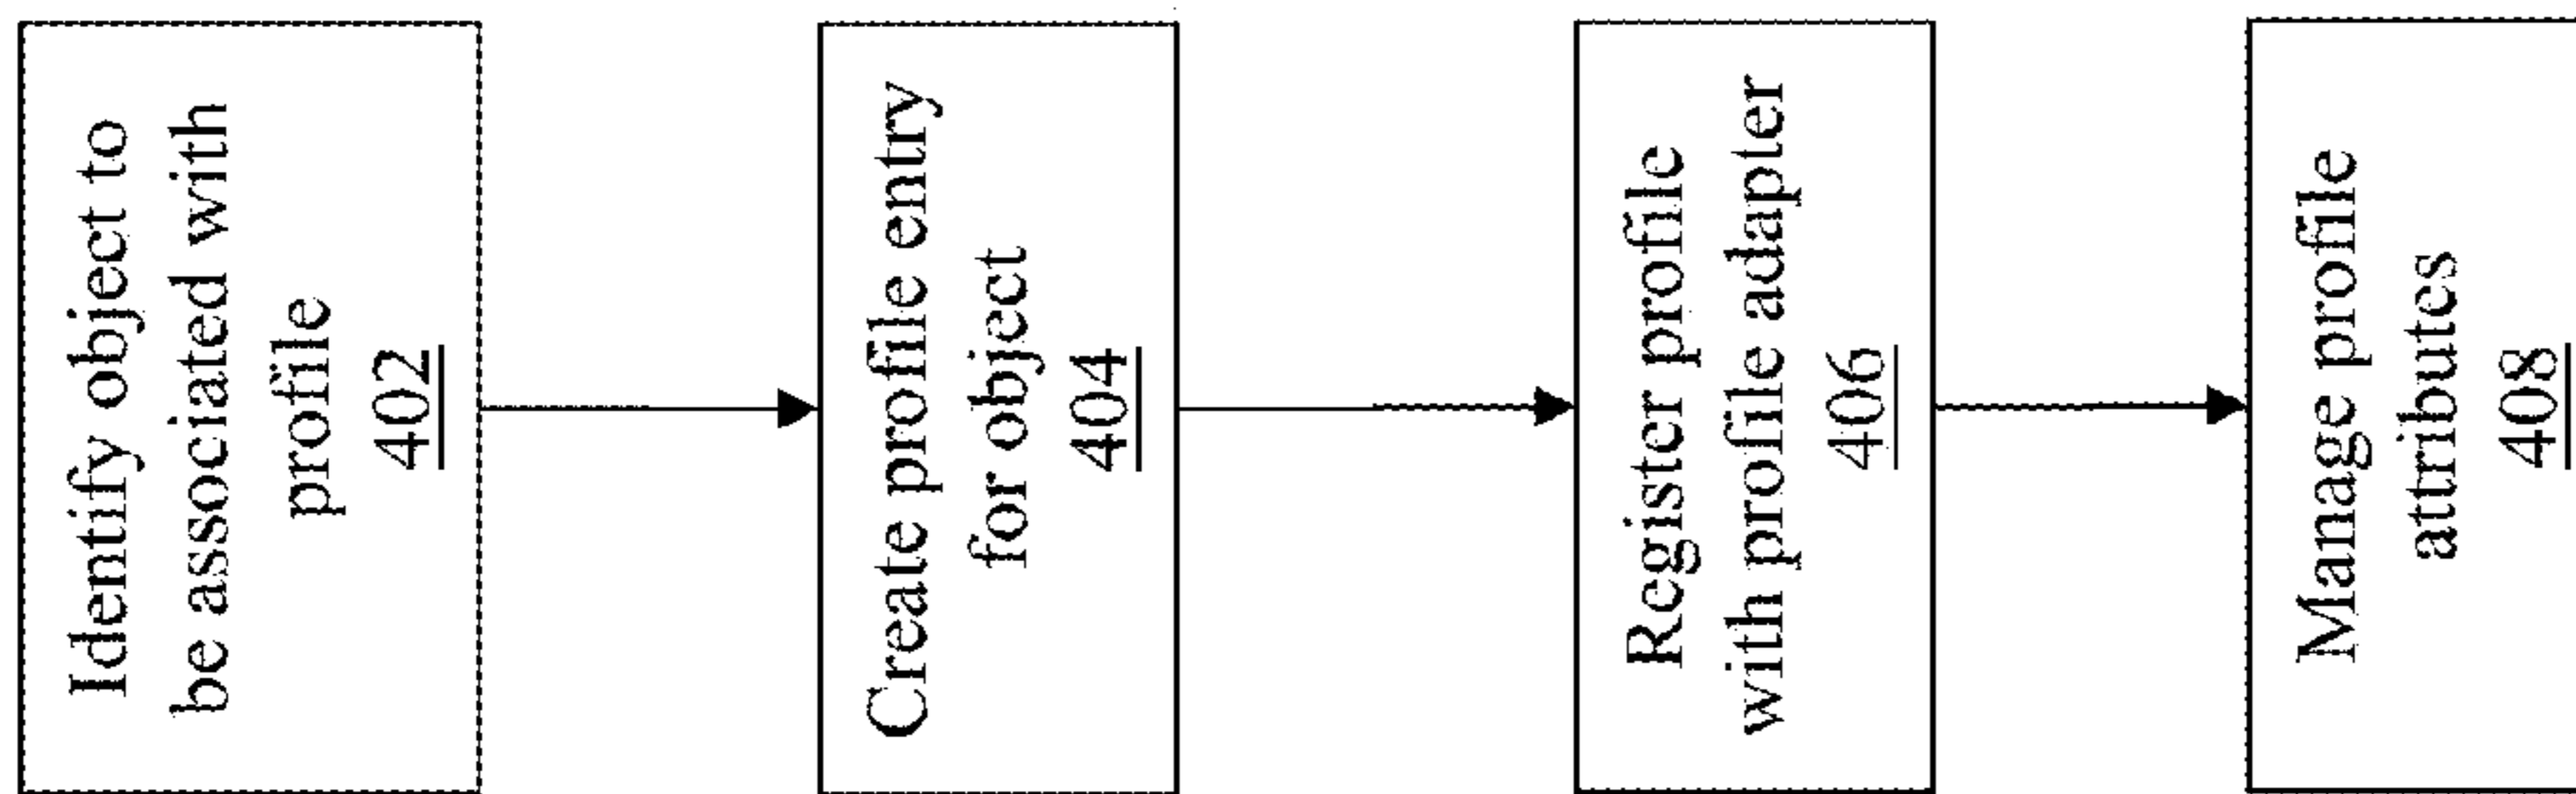 Identify object to
be associated with
profile
402
Create profile entry
for object
404
Register profile
with profile adapter
406
Manage profile
attributes
408